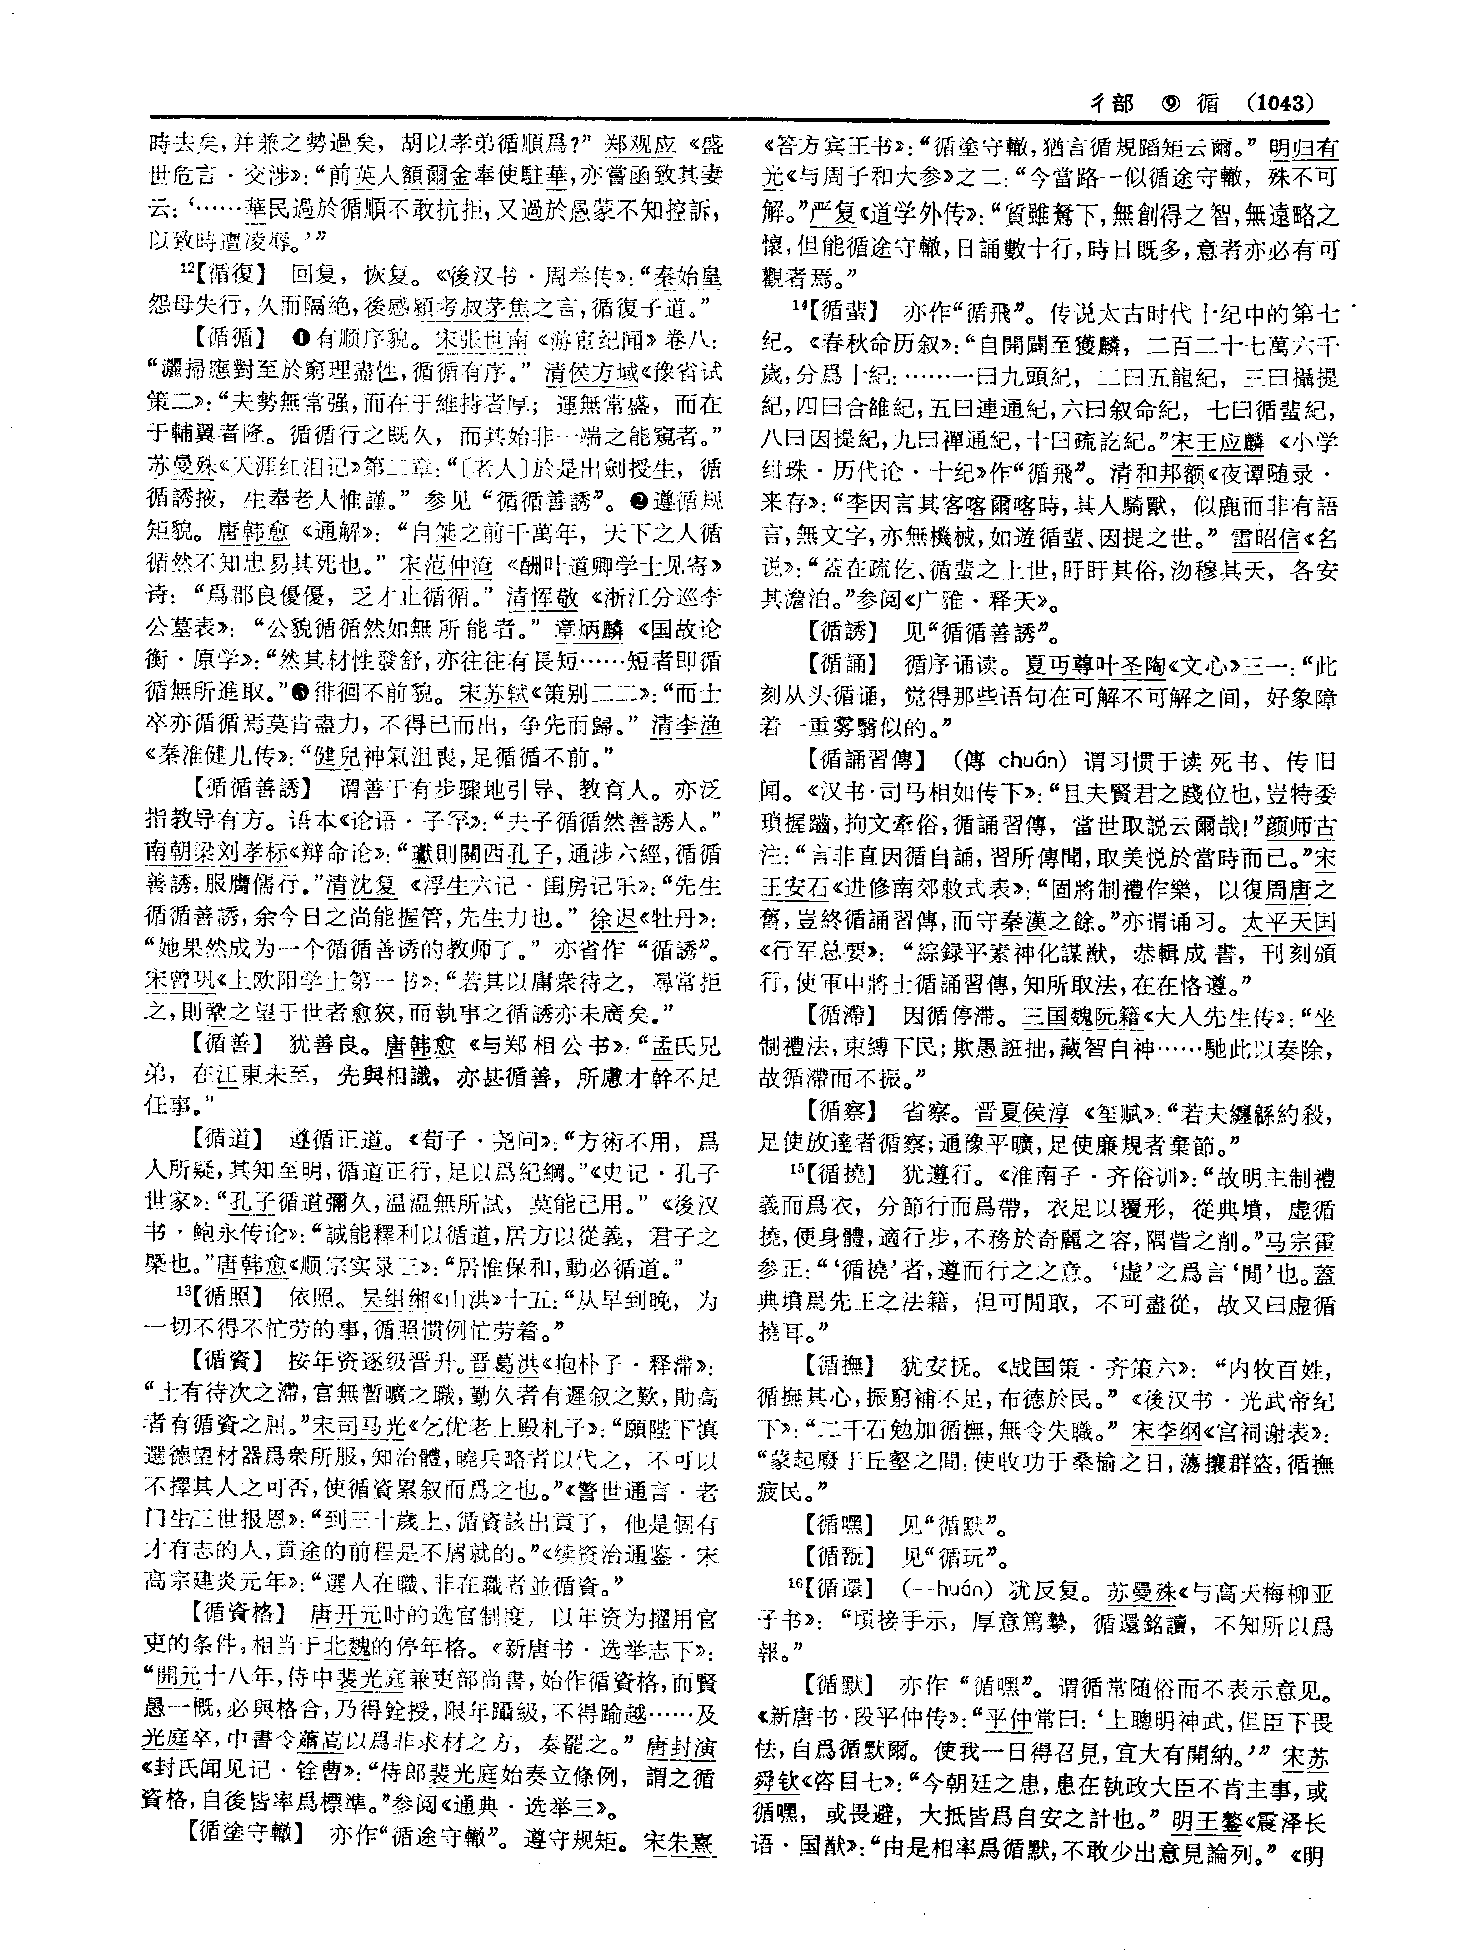 彳部 ⑨ 循 (1043)
時去矣,并兼之勢過矣，胡以孝弟循順爲?”郑观应《盛
世危言·交涉》:“前英人額爾金奉使駐華,亦嘗函致其妻
云:‘……華民過於循順不敢抗拒,又過於愚蒙不知控訴,
以致時遭凌辱。’”
¹²【循復】 回复，恢复。《後汉书·周举传》:“秦始皇
怨母失行,久而隔絶,後感潁考叔茅焦之言,循復子道。”
【循循】 ❶有顺序貌。宋张世南《游宦纪闻》卷八:
“灑掃應對至於窮理盡性,循循有序。”清侯方域《豫省试
策二》:“夫勢無常强,而在于維持者厚；運無常盛，而在
于輔翼者隆。循循行之既久，而其始非一端之能窺者。”
苏曼殊《天涯红泪记》第二章:“〔老人〕於是出劍授生，循
循誘掖，生奉老人惟謹。”参见“循循善誘”。❷遵循规
矩貌。唐韩愈《通解》：“自桀之前千萬年，天下之人循
循然不知忠易其死也。”宋范仲淹《酬叶道卿学士见寄》
诗：“爲郡良優優，乏才止循循。”清恽敬《浙江分巡李
公墓表》：“公貌循循然如無所能者。”章炳麟《国故论
衡·原学》:“然其材性發舒,亦往往有長短……短者即循
循無所進取。”❸徘徊不前貌。宋苏轼《策别二二》:“而士
卒亦循循焉莫肯盡力，不得已而出，争先而歸。”清李渔
《秦淮健儿传》:“健兒神氣沮喪,足循循不前。”
【循循善誘】 谓善于有步骤地引导、教育人。亦泛
指教导有方。语本《论语·子罕》:“夫子循循然善誘人。”
南朝梁刘孝标《辩命论》:“瓛則關西孔子,通涉六經,循循
善誘,服膺儒行。”清沈复《浮生六记·闺房记乐》:“先生
循循善誘,余今日之尚能握管,先生力也。”徐迟《牡丹》:
“她果然成为一个循循善诱的教师了。”亦省作“循誘”。
宋曾巩《上欧阳学士第一书》:“若其以庸衆待之，尋常拒
之,則鞏之望于世者愈狹,而執事之循誘亦未廣矣。”
【循善】 犹善良。唐韩愈《与郑相公书》:“孟氏兄
弟，在江東未至，先與相識，亦甚循善，所慮才幹不足
任事。”
【循道】 遵循正道。《荀子·尧问》:“方術不用，爲
人所疑,其知至明,循道正行,足以爲紀綱。”《史记·孔子
世家》:“孔子循道彌久,温温無所試，莫能己用。”《後汉
书·鲍永传论》:“誠能釋利以循道,居方以從義，君子之
槩也。”唐韩愈《顺宗实录三》:“居惟保和,動必循道。”
¹³【循照】 依照。吴组缃《山洪》十五:“从早到晚，为
一切不得不忙劳的事,循照惯例忙劳着。”
【循資】 按年资逐级晋升。晋葛洪《抱朴子·释滞》:
“士有待次之滯,官無暫曠之職,勤久者有遲叙之歎,勛高
者有循資之屈。”宋司马光《乞优老上殿札子》:“願陛下慎
選德望材器爲衆所服,知治體,曉兵略者以代之，不可以
不擇其人之可否,使循資累叙而爲之也。”《警世通言·老
门生三世报恩》:“到三十歲上,循資該出貢了，他是個有
才有志的人,貢途的前程是不屑就的。”《续资治通鉴·宋
高宗建炎元年》:“選人在職、非在職者並循資。”
【循資格】 唐开元时的选官制度，以年资为擢用官
吏的条件,相当于北魏的停年格。《新唐书·选举志下》:
“開元十八年,侍中裴光庭兼吏部尚書,始作循資格,而賢
愚一概,必與格合,乃得銓授,限年躡級,不得踰越……及
光庭卒，中書令蕭嵩以爲非求材之方，奏罷之。”唐封演
《封氏闻见记·铨曹》:“侍郎裴光庭始奏立條例，謂之循
資格,自後皆率爲標準。”参阅《通典·选举三》。
【循塗守轍】 亦作“循途守轍”。遵守规矩。宋朱熹
《答方宾王书》:“循塗守轍,猶言循規蹈矩云爾。”明归有
光《与周子和大参》之二:“今當路一似循途守轍，殊不可
解。”严复《道学外传》:“質雖駑下,無創得之智,無遠略之
懷,但能循途守轍,日誦數十行,時日既多,意者亦必有可
觀者焉。”
¹⁴【循蜚】 亦作“循飛”。传说太古时代十纪中的第七
纪。《春秋命历叙》:“自開闢至獲麟，二百二十七萬六千
歲,分爲十紀:……一曰九頭紀，二曰五龍紀，三曰攝提
紀,四曰合雒紀,五曰連通紀,六曰叙命紀，七曰循蜚紀,
八曰因提紀,九曰禪通紀,十曰疏訖紀。”宋王应麟《小学
绀珠·历代论·十纪》作“循飛”。清和邦额《夜谭随录·
来存》:“李因言其客喀爾喀時,其人騎獸，似鹿而非有語
言,無文字,亦無機械,如遊循蜚、因提之世。”雷昭信《名
说》:“蓋在疏仡、循蜚之上世,盱盱其俗,沕穆其天，各安
其澹泊。”参阅《广雅·释天》。
【循誘】 见“循循善誘”。
【循誦】 循序诵读。夏丏尊叶圣陶《文心》三一:“此
刻从头循诵，觉得那些语句在可解不可解之间，好象障
着一重雾翳似的。”
【循誦習傳】 (傳 chuán) 谓习惯于读死书、传旧
闻。《汉书·司马相如传下》:“且夫賢君之踐位也,豈特委
瑣握齱,拘文牽俗,循誦習傳，當世取説云爾哉!”颜师古
注:“言非直因循自誦,習所傳聞,取美悦於當時而已。”宋
王安石《进修南郊敕式表》:“固將制禮作樂，以復周唐之
舊,豈終循誦習傳,而守秦漢之餘。”亦谓诵习。太平天囯
《行军总要》：“綜録平素神化謀猷，恭輯成書，刊刻頒
行,使軍中將士循誦習傳,知所取法,在在恪遵。”
【循滯】 因循停滞。三国魏阮籍《大人先生传》:“坐
制禮法,束縛下民;欺愚誑拙,藏智自神……馳此以奏除,
故循滯而不振。”
【循察】 省察。晋夏侯淳《笙赋》:“若夫纏緜約殺,
足使放達者循察;通豫平曠,足使廉規者棄節。”
¹⁵【循撓】 犹遵行。《淮南子·齐俗训》:“故明主制禮
義而爲衣，分節行而爲帶，衣足以覆形，從典墳，虚循
撓,便身體,適行步,不務於奇麗之容,隅眥之削。”马宗霍
参正:“‘循撓’者,遵而行之之意。‘虚’之爲言‘閒’也。蓋
典墳爲先王之法籍，但可閒取，不可盡從，故又曰虚循
撓耳。”
【循撫】 犹安抚。《战国策·齐策六》：“内牧百姓,
循撫其心,振窮補不足,布德於民。”《後汉书·光武帝纪
下》:“二千石勉加循撫,無令失職。”宋李纲《宫祠谢表》:
“蒙起廢于丘壑之間,使收功于桑榆之日,蕩攘群盗,循撫
疲民。”
【循嘿】 见“循默”。
【循翫】 见“循玩”。
¹⁶【循還】 (—huán) 犹反复。苏曼殊《与高天梅柳亚
子书》：“頃接手示，厚意篤摯，循還銘讀，不知所以爲
報。”
【循默】 亦作“循嘿”。谓循常随俗而不表示意见。
《新唐书·段平仲传》:“平仲常曰:‘上聰明神武,但臣下畏
怯,自爲循默爾。使我一日得召見,宜大有開納。’”宋苏
舜钦《咨目七》:“今朝廷之患,患在執政大臣不肯主事,或
循嘿，或畏避，大抵皆爲自安之計也。”明王鏊《震泽长
语·国猷》:“由是相率爲循默,不敢少出意見論列。”《明